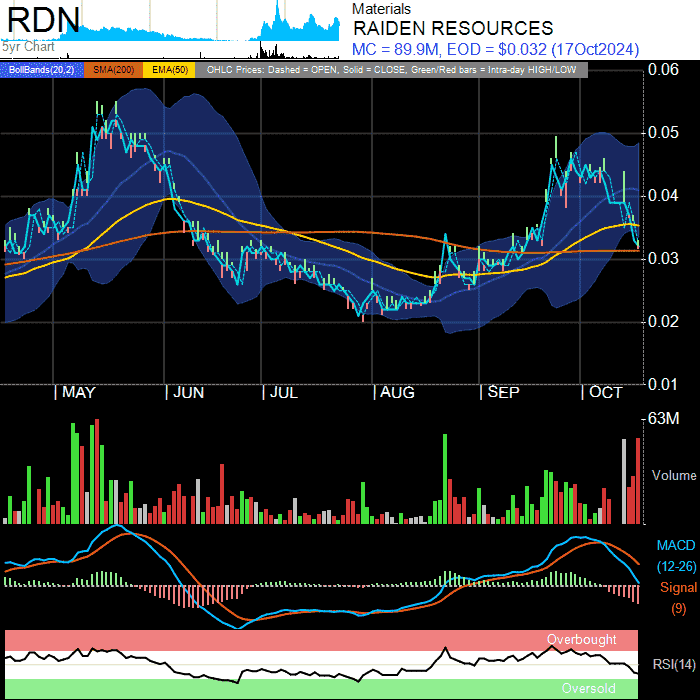 RDN
5yr Chart
Materials
RAIDEN RESOURCES
MC = 89.9M, EOD = $0.032 (17Oct2024)
BollBands(20,2) SMA(200) EMA(50) OHLC Prices: Dashed = OPEN, Solid = CLOSE, Green/Red bars = Intra-day HIGH/LOW
0.06
0.05
0.04
0.03
0.02
0.01
MAY JUN JUL AUG SEP OCT
63M
Volume
MACD
(12-26)
Signal
(9)
Overbought
RSI(14)
Oversold